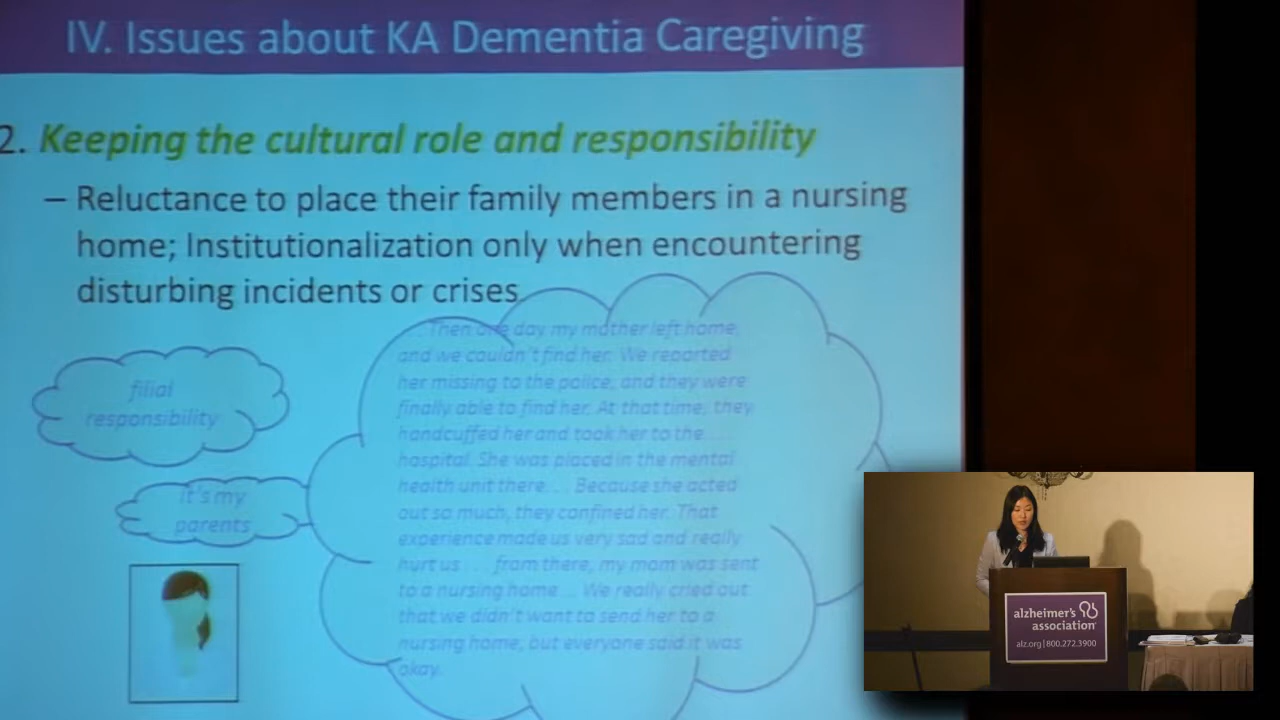 IV. Issues about KA Dementia Caregiving
2. Keeping the cultural role and responsibility
– Reluctance to place their family members in a nursing
home; Institutionalization only when encountering
disturbing incidents or crises
filial
responsibility
it's my
parents
. . . Then one day my mother left home,
and we couldn't find her. We reported
her missing to the police, and they were
finally able to find her. At that time, they
handcuffed her and took her to the . . .
hospital. She was placed in the mental
health unit there. . . Because she acted
out so much, they confined her. That
experience made us very sad and really
hurt us . . . from there, my mom was sent
to a nursing home. . . We really cried out
that we didn't want to send her to a
nursing home, but everyone said it was
okay.
alzheimer's
association
alz.org | 800.272.3900